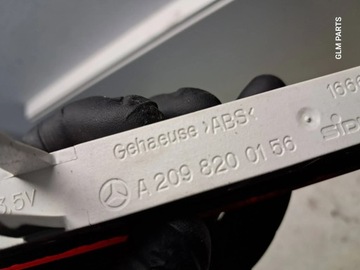 GLM PARTS
Gehaeuse >ABS<
A 209 820 01 56
3,5V